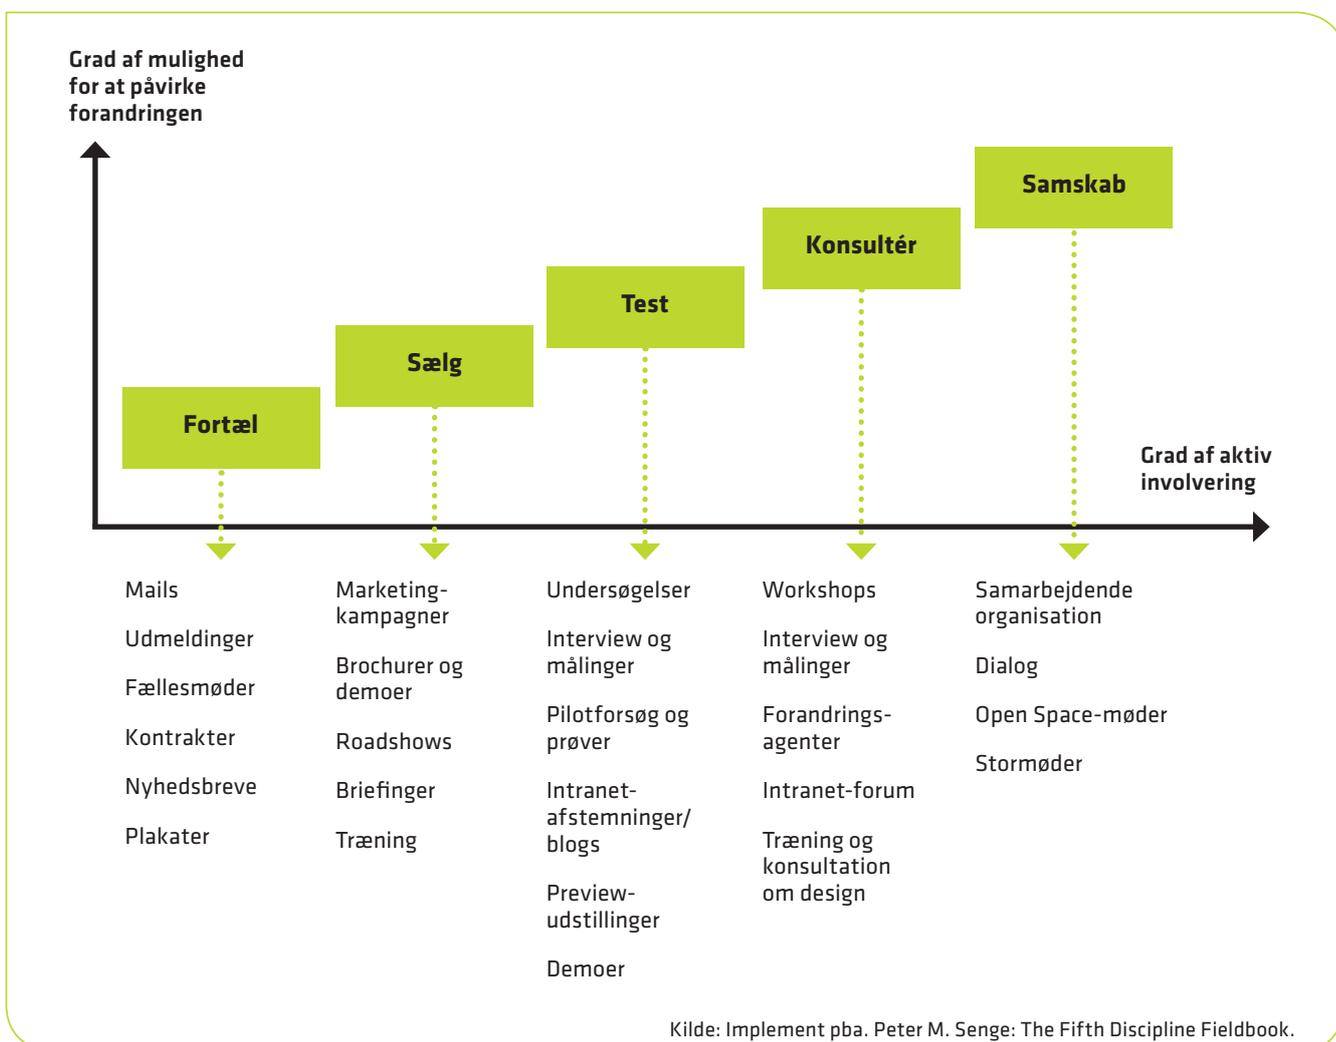 Grad af mulighed
for at påvirke
forandringen
Samskab
Konsultér
Test
Sælg
Fortæl
Grad af aktiv
involvering
Mails
Udmeldinger
Fællesmøder
Kontrakter
Nyhedsbreve
Plakater
Marketing-
kampagner
Brochurer og
demoer
Roadshows
Briefinger
Træning
Undersøgelser
Interview og
målinger
Pilotforsøg og
prøver
Intranet-
afstemninger/
blogs
Preview-
udstillinger
Demoer
Workshops
Interview og
målinger
Forandrings-
agenter
Intranet-forum
Træning og
konsultation
om design
Samarbejdende
organisation
Dialog
Open Space-møder
Stormøder
Kilde: Implement pba. Peter M. Senge: The Fifth Discipline Fieldbook.